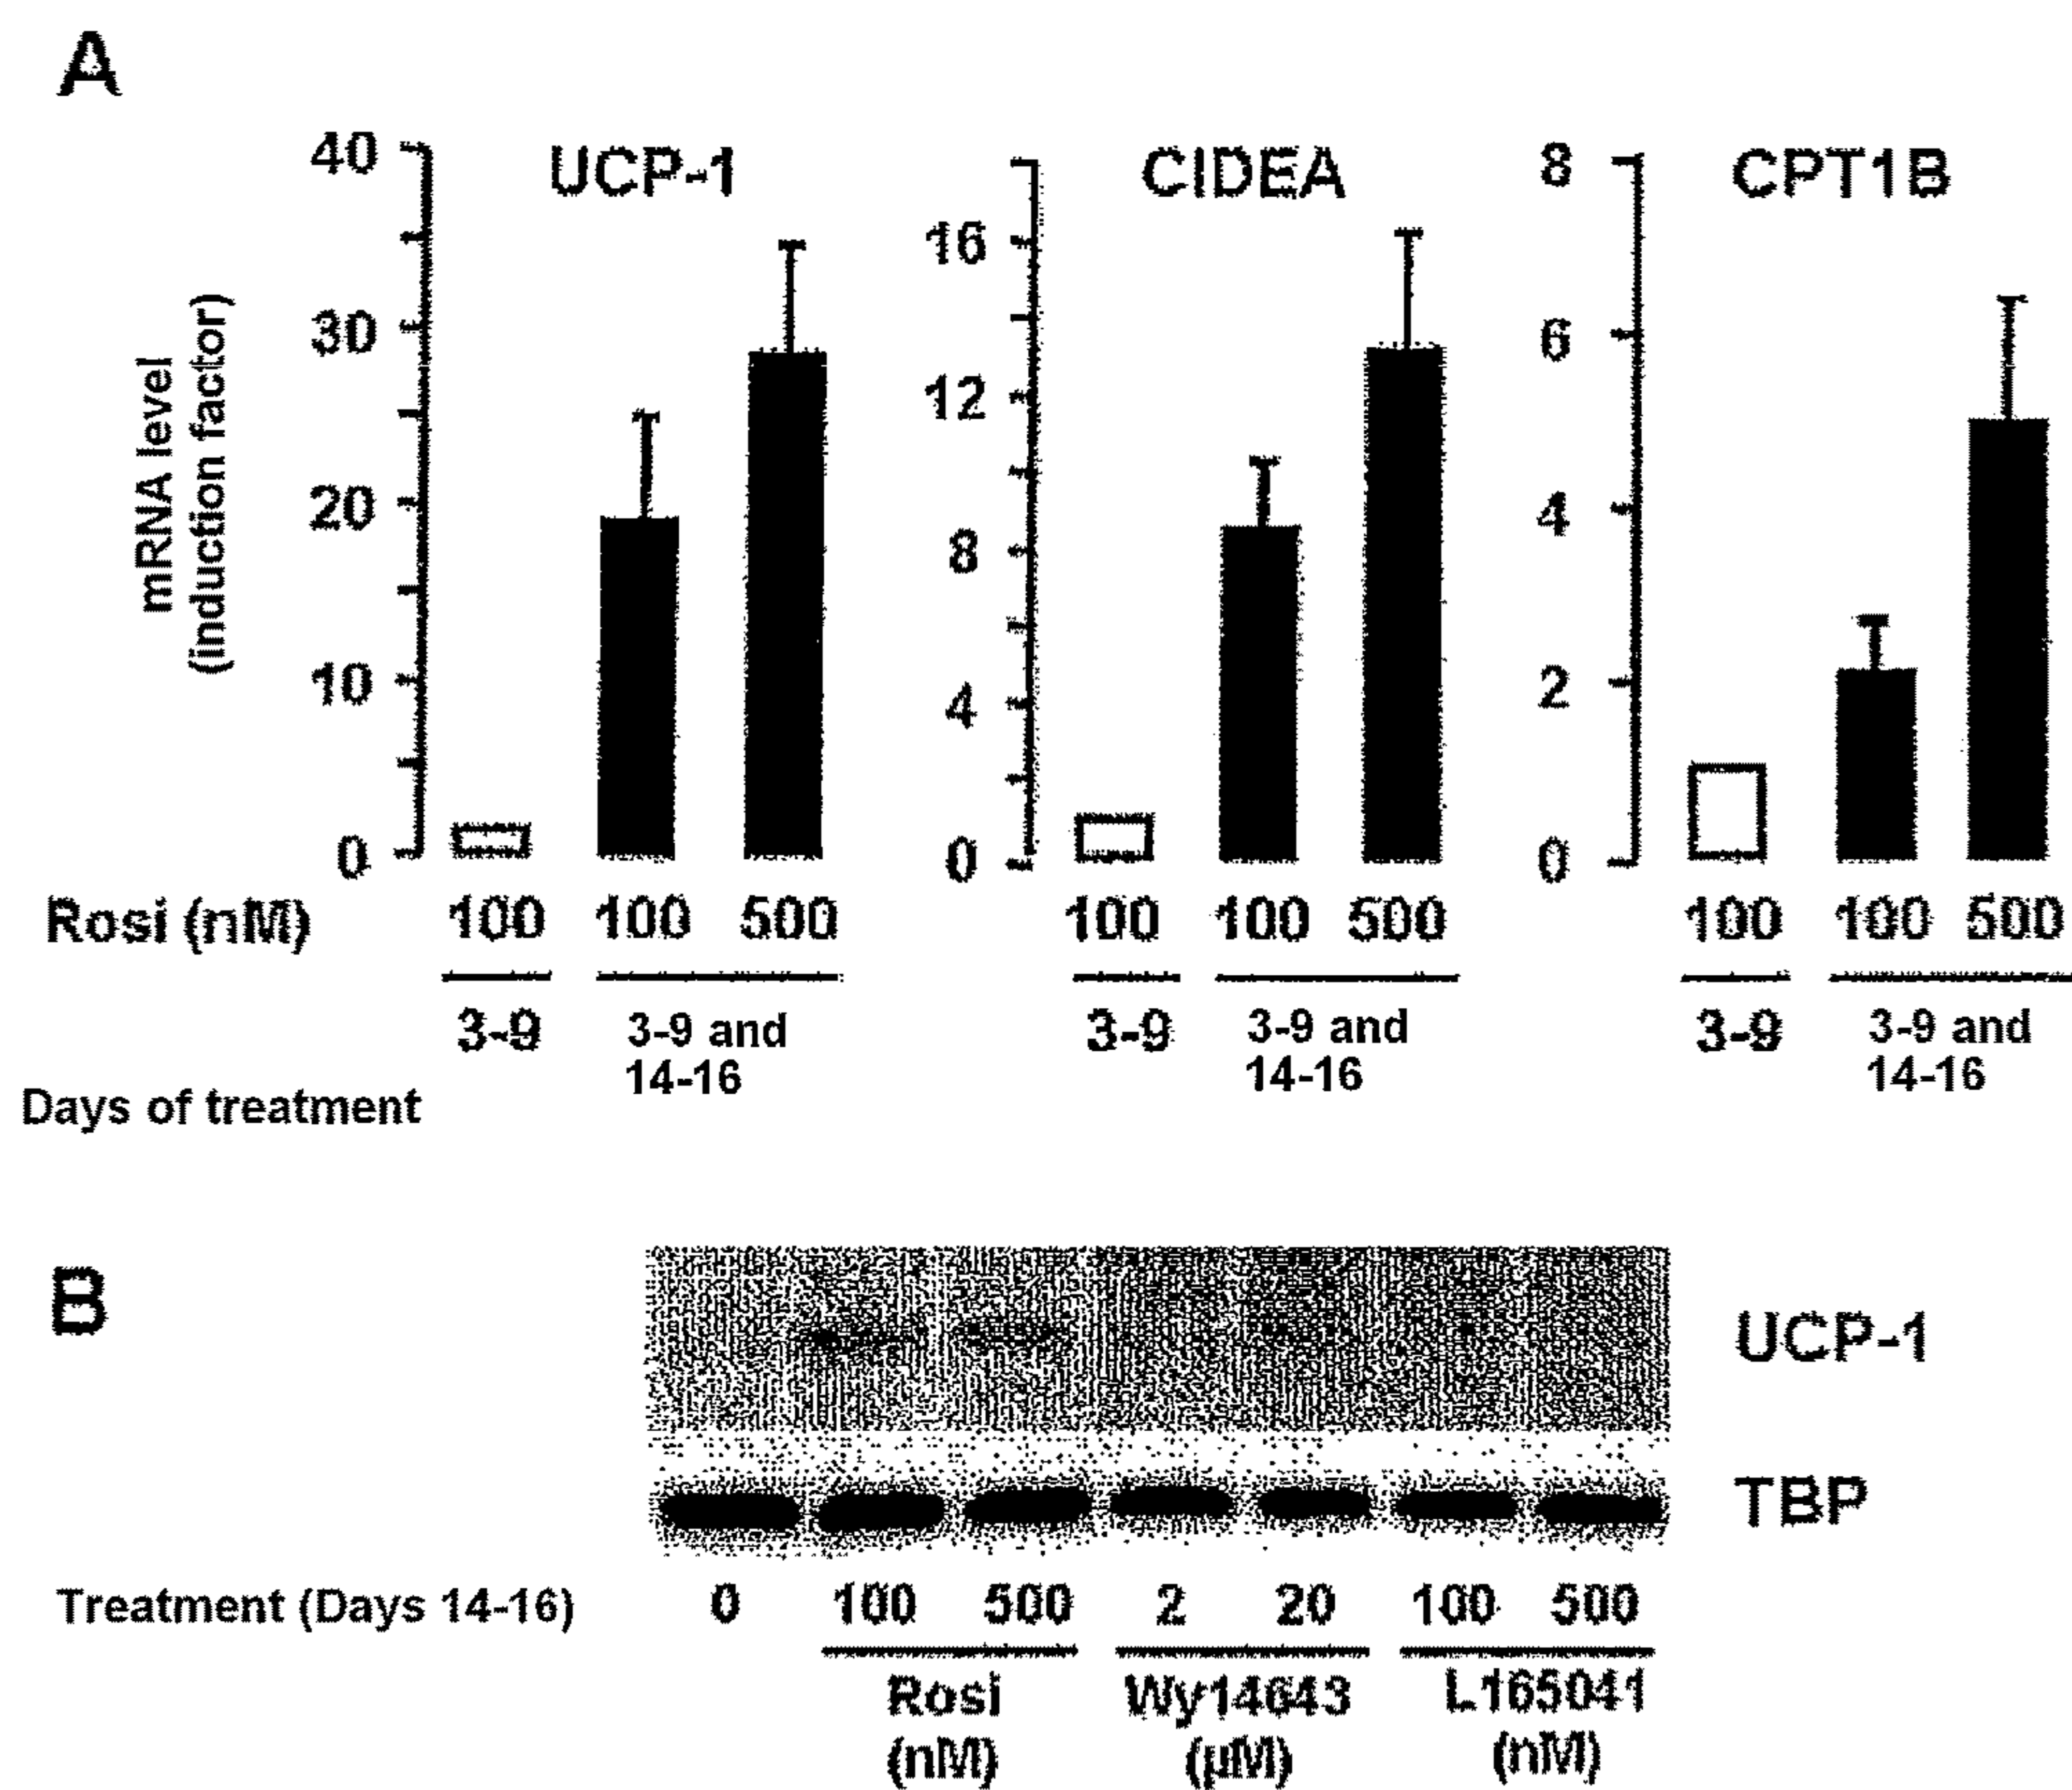 A
UCP-1
CIDEA
CPT1B
mRNA level
(induction factor)
40
30
20
10
0
16
12
8
4
0
8
6
4
2
0
Rosi (nM) 100 100 500 100 100 500 100 100 500
3-9 3-9 and 3-9 3-9 and 3-9 3-9 and
14-16 14-16 14-16
Days of treatment
B
UCP-1
TBP
Treatment (Days 14-16) 0 100 500 2 20 100 500
Rosi Wy14643 L165041
(nM) (µM) (nM)